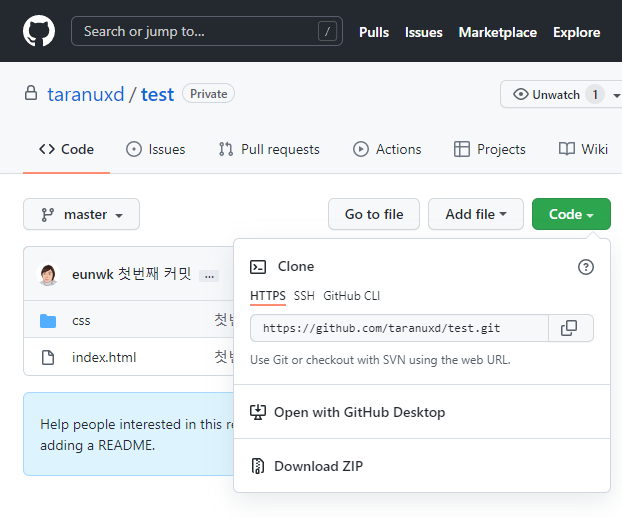 Search or jump to... /
Pulls Issues Marketplace Explore
taranuxd / test Private
Unwatch 1
Code Issues Pull requests Actions Projects Wiki
master Go to file Add file Code
eunwk 첫번째 커밋 ...
css
index.html
Help people interested in this
adding a README.
Clone
HTTPS SSH GitHub CLI
https://github.com/taranuxd/test.git
Use Git or checkout with SVN using the web URL.
Open with GitHub Desktop
Download ZIP